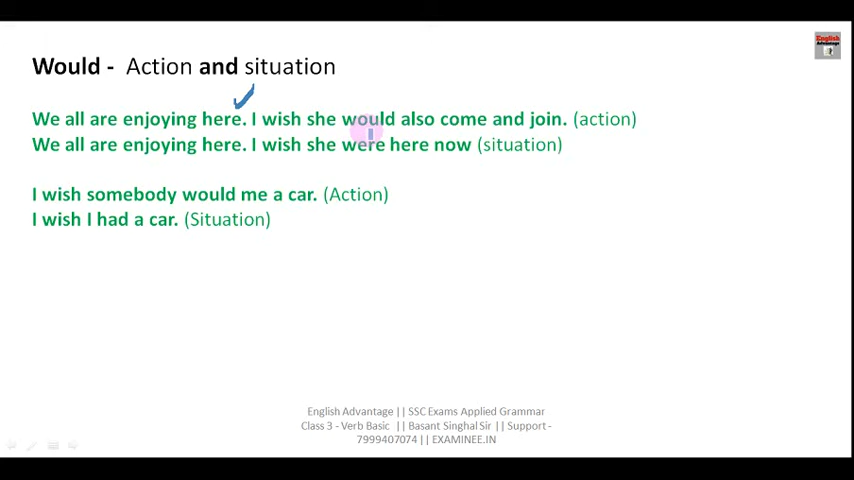 English
Advantage
Would - Action and situation
We all are enjoying here. I wish she would also come and join. (action)
We all are enjoying here. I wish she were here now (situation)
I wish somebody would me a car. (Action)
I wish I had a car. (Situation)
English Advantage || SSC Exams Applied Grammar
Class 3 - Verb Basic || Basant Singhal Sir || Support -
7999407074 || EXAMINEE.IN